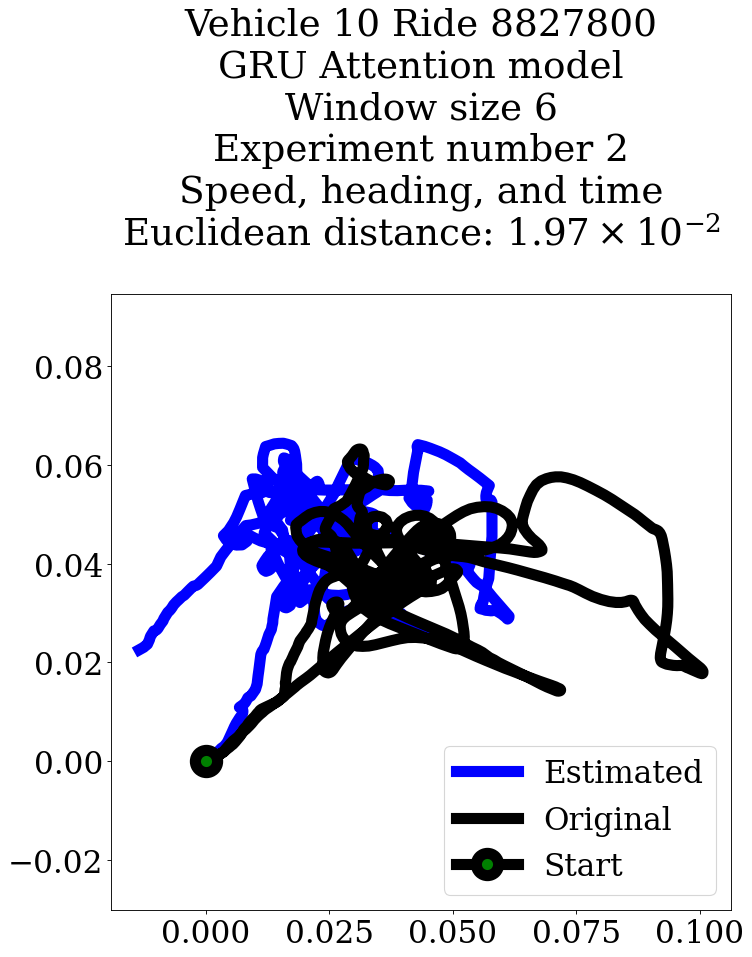 Vehicle 10 Ride 8827800
GRU Attention model
Window size 6
Experiment number 2
Speed, heading, and time
Euclidean distance: 1.97 × 10⁻²
0.08
0.06
0.04
0.02
0.00
−0.02
Estimated
Original
Start
0.000 0.025 0.050 0.075 0.100